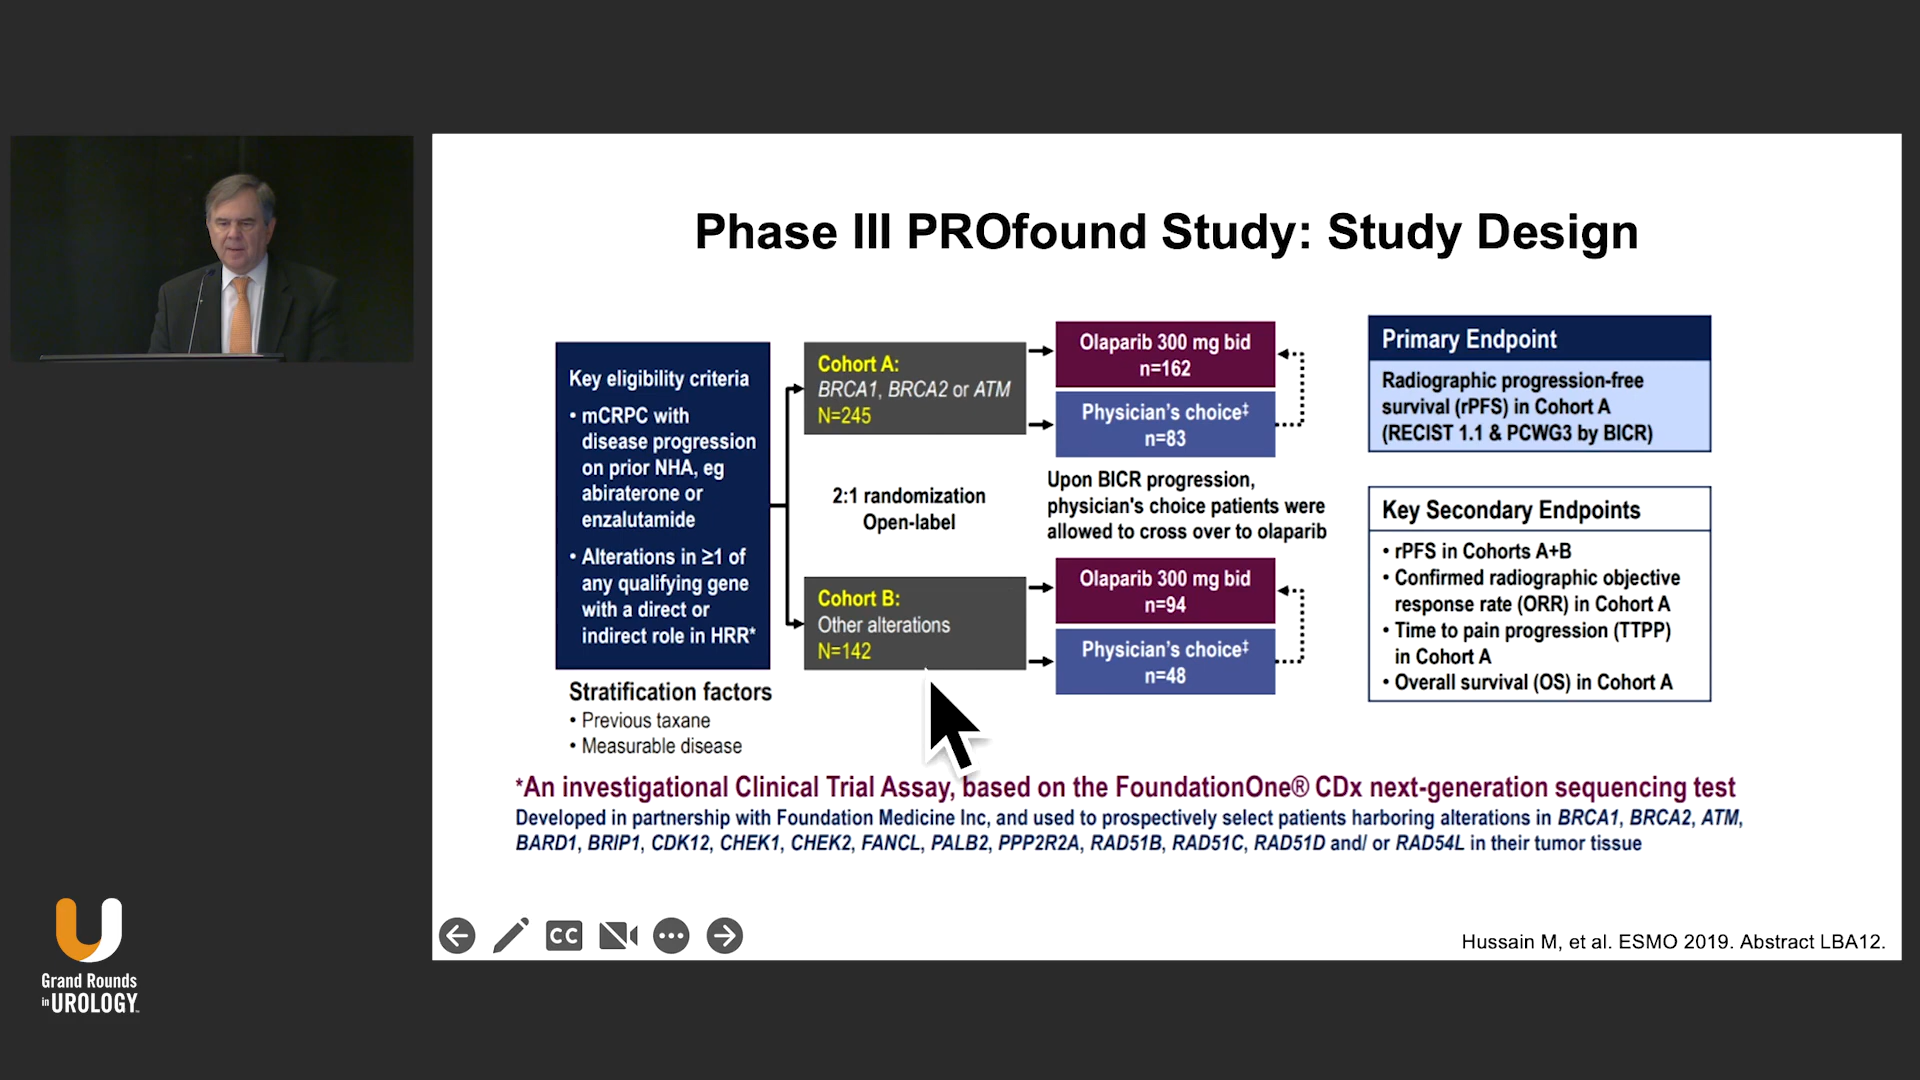 Phase III PROfound Study: Study Design
Key eligibility criteria
• mCRPC with
disease progression
on prior NHA, eg
abiraterone or
enzalutamide
• Alterations in ≥1 of
any qualifying gene
with a direct or
indirect role in HRR*
Stratification factors
• Previous taxane
• Measurable disease
Cohort A:
BRCA1, BRCA2 or ATM
N=245
2:1 randomization
Open-label
Cohort B:
Other alterations
N=142
Olaparib 300 mg bid
n=162
Physician's choice‡
n=83
Upon BICR progression,
physician's choice patients were
allowed to cross over to olaparib
Olaparib 300 mg bid
n=94
Physician's choice‡
n=48
Primary Endpoint
Radiographic progression-free
survival (rPFS) in Cohort A
(RECIST 1.1 & PCWG3 by BICR)
Key Secondary Endpoints
• rPFS in Cohorts A+B
• Confirmed radiographic objective
response rate (ORR) in Cohort A
• Time to pain progression (TTPP)
in Cohort A
• Overall survival (OS) in Cohort A
*An investigational Clinical Trial Assay, based on the FoundationOne® CDx next-generation sequencing test
Developed in partnership with Foundation Medicine Inc, and used to prospectively select patients harboring alterations in BRCA1, BRCA2, ATM,
BARD1, BRIP1, CDK12, CHEK1, CHEK2, FANCL, PALB2, PPP2R2A, RAD51B, RAD51C, RAD51D and/ or RAD54L in their tumor tissue
CC
Hussain M, et al. ESMO 2019. Abstract LBA12.
Grand Rounds
in UROLOGY